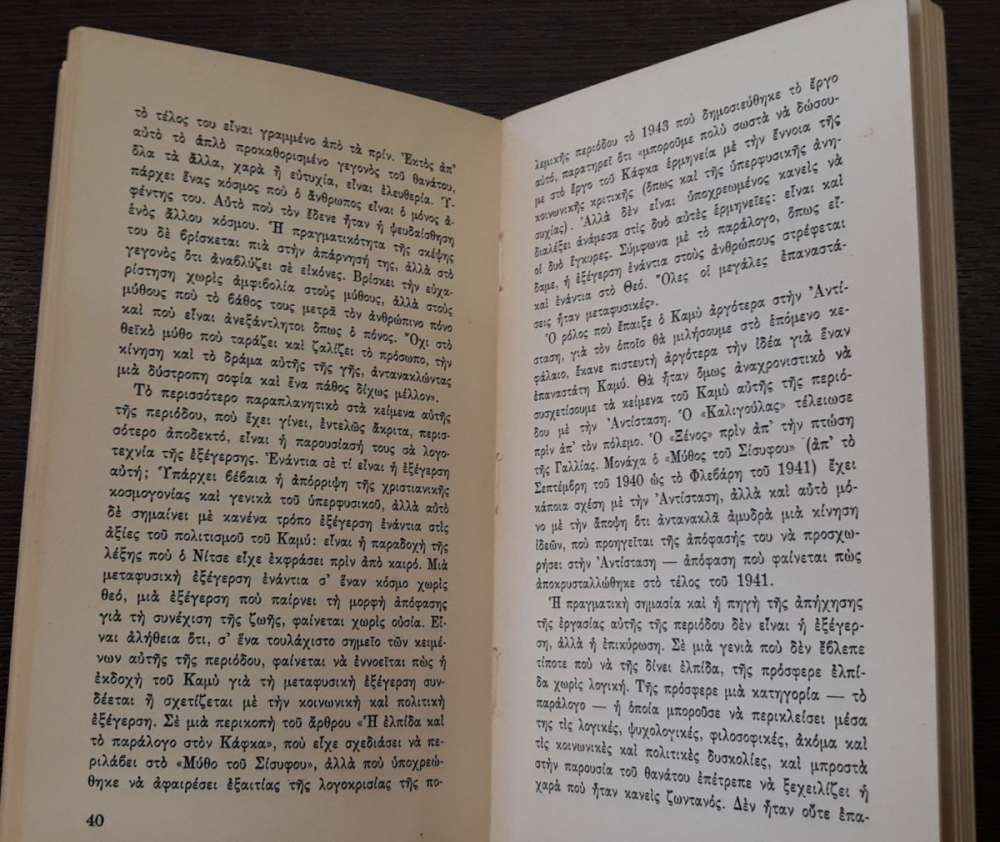 τὸ τέλος του εἶναι γραμμένο ἀπὸ τὰ πρίν. Ἐκτὸς ἀπ'
αὐτὸ τὸ ἁπλὸ προκαθορισμένο γεγονὸς τοῦ θανάτου,
ὅλα τὰ ἄλλα, χαρὰ ἢ εὐτυχία, εἶναι ἐλευθερία. Ὑ-
πάρχει ἕνας κόσμος ποὺ ὁ ἄνθρωπος εἶναι ὁ μόνος ἀ-
φέντης του. Αὐτὸ ποὺ τὸν ἔδενε ἦταν ἡ ψευδαίσθηση
ἑνὸς ἄλλου κόσμου. Ἡ πραγματικότητα τῆς σκέψης
του δὲ βρίσκεται πιὰ στὴν ἀπάρνησή της, ἀλλὰ στὸ
γεγονὸς ὅτι ἀναβλύζει σὲ εἰκόνες. Βρίσκει τὴν εὐχα-
ρίστηση χωρὶς ἀμφιβολία στοὺς μύθους, ἀλλὰ στοὺς
μύθους ποὺ τὸ βάθος τους μετρᾶ τὸν ἀνθρώπινο πόνο
καὶ ποὺ εἶναι ἀνεξάντλητοι ὅπως ὁ πόνος. Ὄχι στὸ
θεϊκὸ μύθο ποὺ ταράζει καὶ ζαλίζει τὸ πρόσωπο, τὴν
κίνηση καὶ τὸ δράμα αὐτῆς τῆς γῆς, ἀντανακλώντας
μιὰ δύστροπη σοφία καὶ ἕνα πάθος δίχως μέλλον».
Τὸ περισσότερο παραπλανητικὸ στὰ κείμενα αὐτῆς
τῆς περιόδου, ποὺ ἔχει γίνει, ἐντελῶς ἄκριτα, περισ-
σότερο ἀποδεκτό, εἶναι ἡ παρουσίασή τους σὰ λογο-
τεχνία τῆς ἐξέγερσης. Ἐνάντια σὲ τί εἶναι ἡ ἐξέγερση
αὐτή; Ὑπάρχει βέβαια ἡ ἀπόρριψη τῆς χριστιανικῆς
κοσμογονίας καὶ γενικὰ τοῦ ὑπερφυσικοῦ, ἀλλὰ αὐτὸ
δὲ σημαίνει μὲ κανένα τρόπο ἐξέγερση ἐνάντια στὶς
ἀξίες τοῦ πολιτισμοῦ τοῦ Καμύ: εἶναι ἡ παραδοχὴ τῆς
λέξης ποὺ ὁ Νίτσε εἶχε ἐκφράσει πρὶν ἀπὸ καιρό. Μιὰ
μεταφυσικὴ ἐξέγερση ἐνάντια σ' ἕναν κόσμο χωρὶς
θεό, μιὰ ἐξέγερση ποὺ παίρνει τὴ μορφὴ ἀπόφασης
γιὰ τὴ συνέχιση τῆς ζωῆς, φαίνεται χωρὶς οὐσία. Εἶ-
ναι ἀλήθεια ὅτι, σ' ἕνα τουλάχιστο σημεῖο τῶν κειμέ-
νων αὐτῆς τῆς περιόδου, φαίνεται νὰ ἐννοεῖται πὼς ἡ
ἐκδοχὴ τοῦ Καμὺ γιὰ τὴ μεταφυσικὴ ἐξέγερση συν-
δέεται ἢ σχετίζεται μὲ τὴν κοινωνικὴ καὶ πολιτικὴ
ἐξέγερση. Σὲ μιὰ περικοπὴ τοῦ ἄρθρου «Ἡ ἐλπίδα καὶ
τὸ παράλογο στὸν Κάφκα», ποὺ εἶχε σχεδιάσει νὰ πε-
ριλάβει στὸ «Μύθο τοῦ Σίσυφου», ἀλλὰ ποὺ ὑποχρεώ-
θηκε νὰ ἀφαιρέσει ἐξαιτίας τῆς λογοκρισίας τῆς πο-
40
λεμικῆς περιόδου τὸ 1943 ποὺ δημοσιεύθηκε τὸ ἔργο
αὐτό, παρατηρεῖ ὅτι «μποροῦμε πολὺ σωστὰ νὰ δώσου-
με στὸ ἔργο τοῦ Κάφκα ἑρμηνεία μὲ τὴν ἔννοια τῆς
κοινωνικῆς κριτικῆς (ὅπως καὶ τῆς ὑπερφυσικῆς ἀνη-
συχίας). Ἀλλὰ δὲν εἶναι ὑποχρεωμένος κανεὶς νὰ
διαλέξει ἀνάμεσα στὶς δυὸ αὐτὲς ἑρμηνεῖες: εἶναι καὶ
οἱ δυὸ ἔγκυρες. Σύμφωνα μὲ τὸ παράλογο, ὅπως εἴ-
δαμε, ἡ ἐξέγερση ἐνάντια στοὺς ἀνθρώπους στρέφεται
καὶ ἐνάντια στὸ Θεό. Ὅλες οἱ μεγάλες ἐπαναστά-
σεις ἦταν μεταφυσικές».
Ὁ ρόλος ποὺ ἔπαιξε ὁ Καμὺ ἀργότερα στὴν Ἀντί-
σταση, γιὰ τὸν ὁποῖο θὰ μιλήσουμε στὸ ἑπόμενο κε-
φάλαιο, ἔκανε πιστευτὴ ἀργότερα τὴν ἰδέα γιὰ ἕναν
ἐπαναστάτη Καμύ. Θὰ ἦταν ὅμως ἀναχρονιστικὸ νὰ
συσχετίσουμε τὰ κείμενα τοῦ Καμὺ αὐτῆς τῆς περιό-
δου μὲ τὴν Ἀντίσταση. Ὁ «Καλιγούλας» τέλειωσε
πρὶν ἀπ' τὸν πόλεμο. Ὁ «Ξένος» πρὶν ἀπ' τὴν πτώση
τῆς Γαλλίας. Μονάχα ὁ «Μύθος τοῦ Σίσυφου» (ἀπ' τὸ
Σεπτέμβρη τοῦ 1940 ὡς τὸ Φλεβάρη τοῦ 1941) ἔχει
κάποια σχέση μὲ τὴν Ἀντίσταση, ἀλλὰ καὶ αὐτὸ μό-
νο μὲ τὴν ἄποψη ὅτι ἀντανακλᾶ ἀμυδρὰ μιὰ κίνηση
ἰδεῶν, ποὺ προηγεῖται τῆς ἀπόφασής του νὰ προσχω-
ρήσει στὴν Ἀντίσταση — ἀπόφαση ποὺ φαίνεται πὼς
ἀποκρυσταλλώθηκε στὸ τέλος τοῦ 1941.
Ἡ πραγματικὴ σημασία καὶ ἡ πηγὴ τῆς ἀπήχησης
τῆς ἐργασίας αὐτῆς τῆς περιόδου δὲν εἶναι ἡ ἐξέγερ-
ση, ἀλλὰ ἡ ἐπικύρωση. Σὲ μιὰ γενιὰ ποὺ δὲν ἔβλεπε
τίποτε ποὺ νὰ τῆς δίνει ἐλπίδα, τῆς πρόσφερε ἐλπί-
δα χωρὶς λογική. Τῆς πρόσφερε μιὰ κατηγορία — τὸ
παράλογο — ἡ ὁποία μποροῦσε νὰ περικλείσει μέσα
της τὶς λογικές, ψυχολογικές, φιλοσοφικές, ἀκόμα καὶ
τὶς κοινωνικὲς καὶ πολιτικὲς δυσκολίες, καὶ μπροστὰ
στὴν παρουσία τοῦ θανάτου ἐπέτρεπε νὰ ξεχειλίζει ἡ
χαρὰ ποὺ ἦταν κανεὶς ζωντανός. Δὲν ἦταν οὔτε ἐπα-